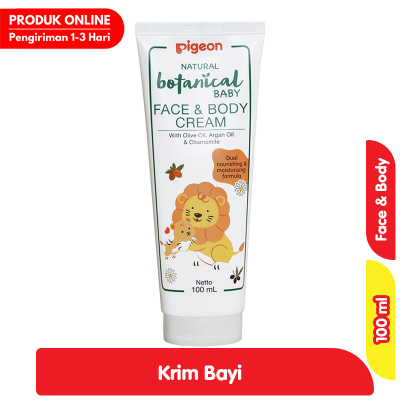 PRODUK ONLINE
Pengiriman 1-3 Hari
pigeon
NATURAL
botanical
BABY
FACE & BODY
CREAM
With Olive Oil, Argan Oil
& Chamomile
Dual
nourishing &
moisturising
formula
Netto
100 mL
Face & Body
100 ml
Krim Bayi